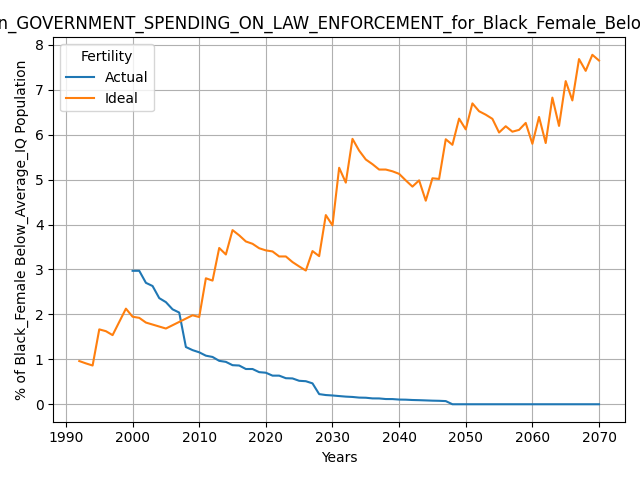 n_GOVERNMENT_SPENDING_ON_LAW_ENFORCEMENT_for_Black_Female_Belo
Fertility
Actual
Ideal
% of Black_Female Below_Average_IQ Population
8
7
6
5
4
3
2
1
0
1990 2000 2010 2020 2030 2040 2050 2060 2070
Years